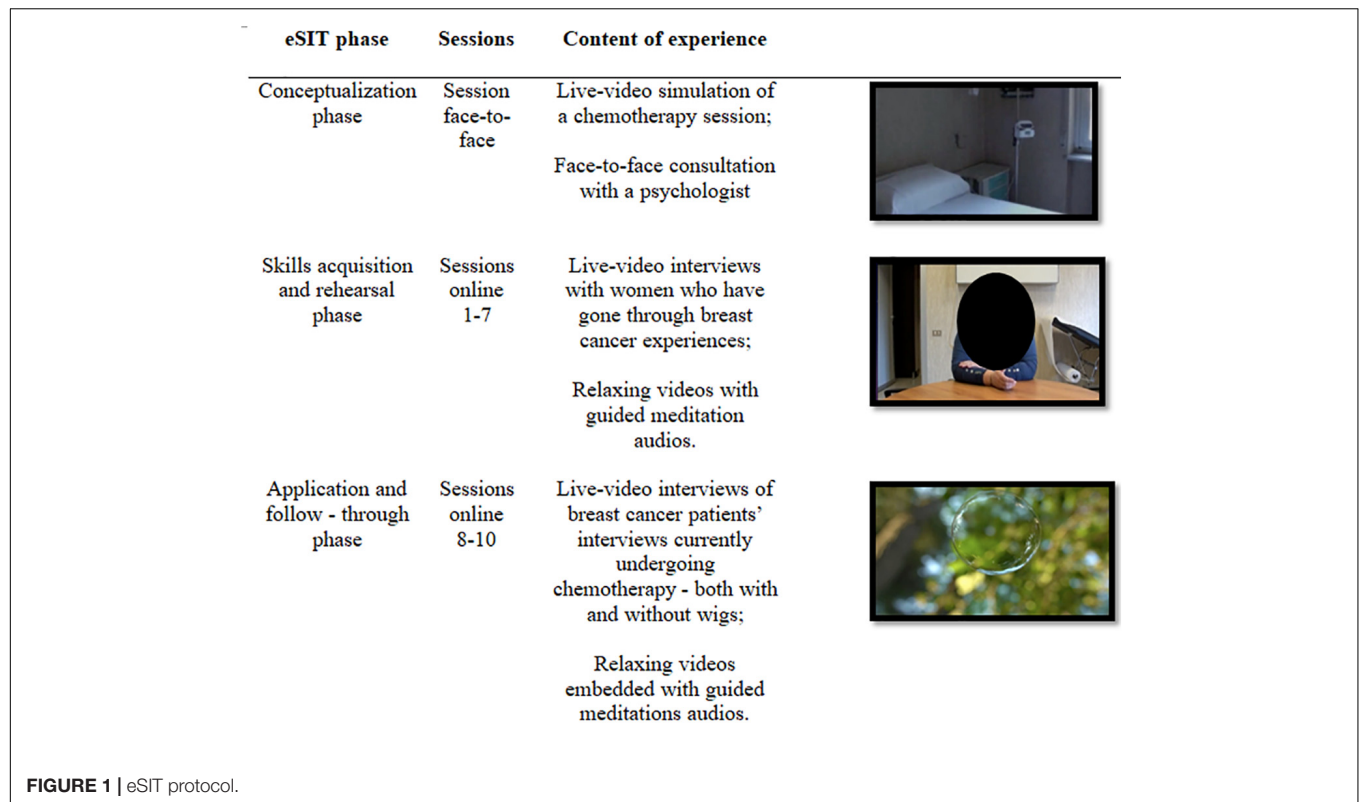 eSIT phase Sessions Content of experience
Conceptualization Session Live-video simulation of
phase face-to- a chemotherapy session;
face
Face-to-face consultation
with a psychologist
Skills acquisition Sessions Live-video interviews
and rehearsal online with women who have
phase 1-7 gone through breast
cancer experiences;
Relaxing videos with
guided meditation
audios.
Application and Sessions Live-video interviews of
follow - through online breast cancer patients’
phase 8-10 interviews currently
undergoing
chemotherapy - both with
and without wigs;
Relaxing videos
embedded with guided
meditations audios.
FIGURE 1 | eSIT protocol.